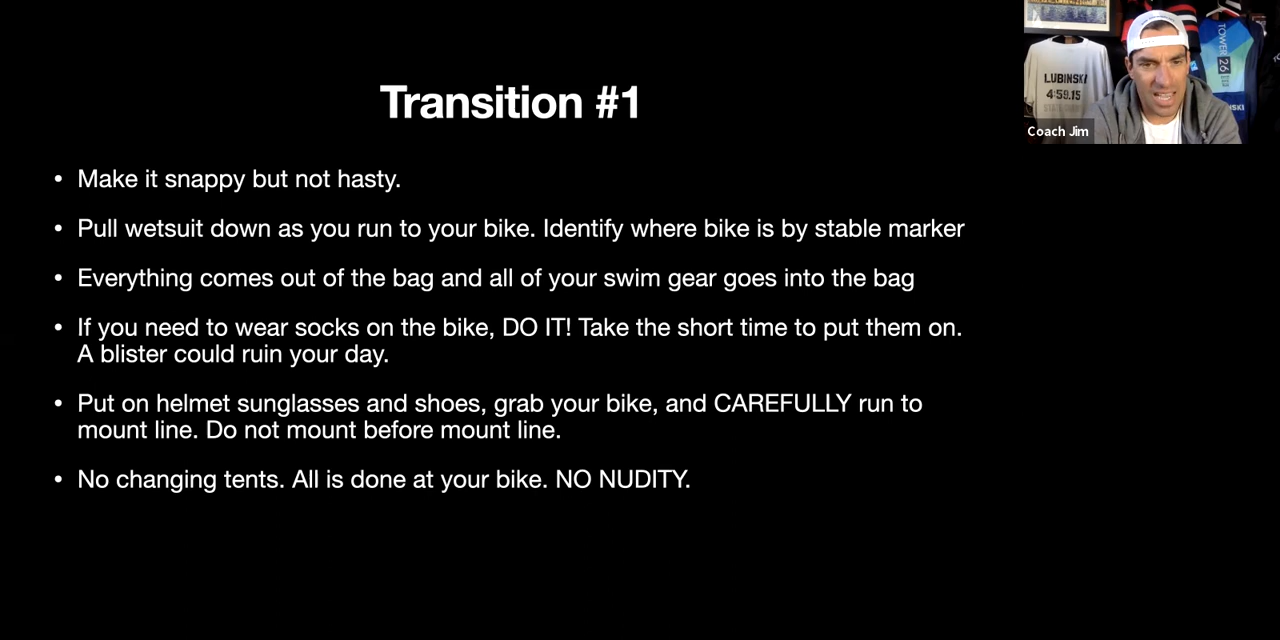 Transition #1
• Make it snappy but not hasty.
• Pull wetsuit down as you run to your bike. Identify where bike is by stable marker
• Everything comes out of the bag and all of your swim gear goes into the bag
• If you need to wear socks on the bike, DO IT! Take the short time to put them on.
A blister could ruin your day.
• Put on helmet sunglasses and shoes, grab your bike, and CAREFULLY run to
mount line. Do not mount before mount line.
• No changing tents. All is done at your bike. NO NUDITY.
LUBINSKI
4:59.15
TOWER
26
Coach Jim